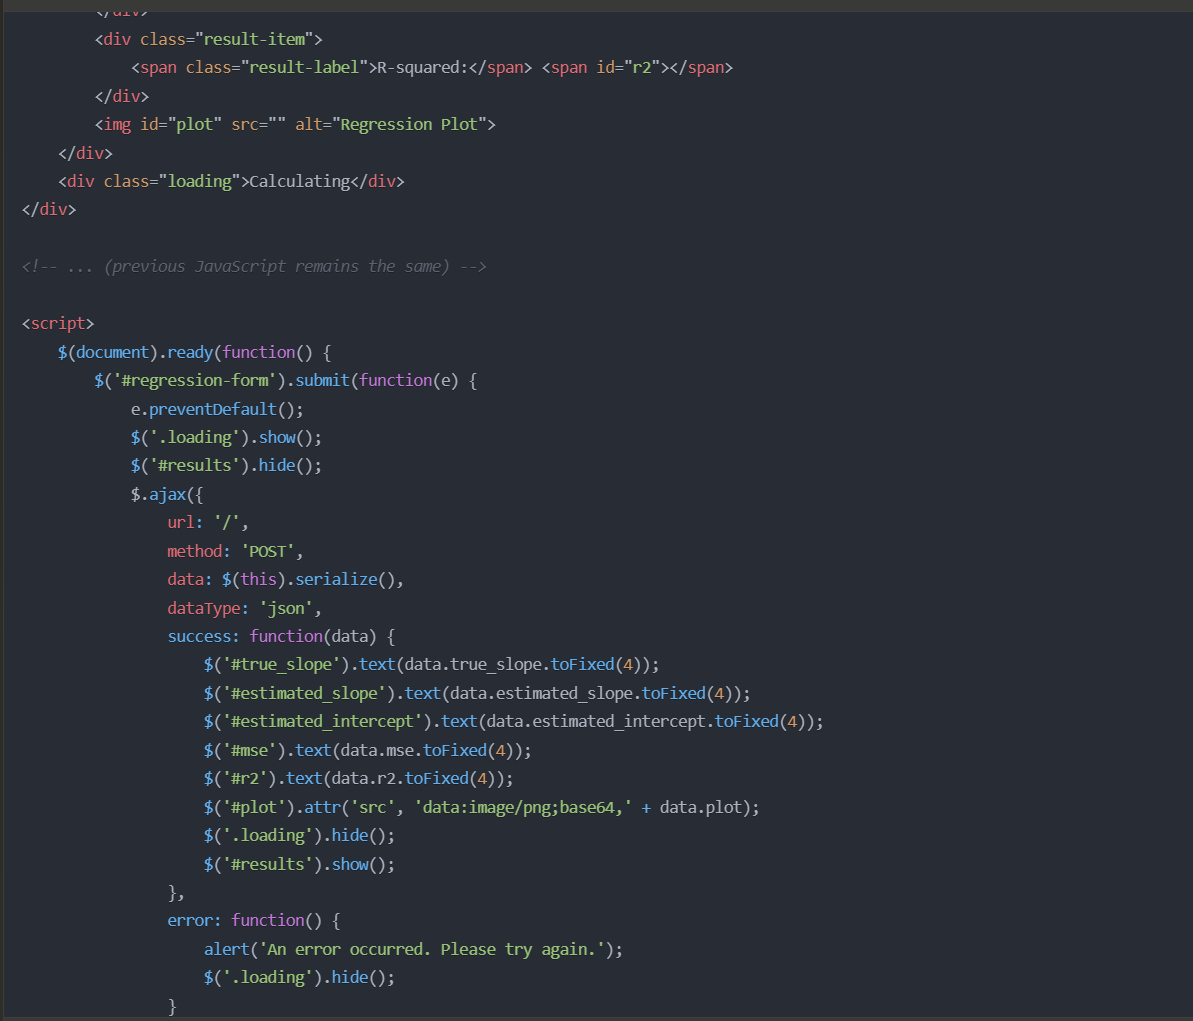 </div>
<div class="result-item">
<span class="result-label">R-squared:</span> <span id="r2"></span>
</div>
<img id="plot" src="" alt="Regression Plot">
</div>
<div class="loading">Calculating</div>
</div>
<!-- ... (previous JavaScript remains the same) -->
<script>
$(document).ready(function() {
$('#regression-form').submit(function(e) {
e.preventDefault();
$('.loading').show();
$('#results').hide();
$.ajax({
url: '/',
method: 'POST',
data: $(this).serialize(),
dataType: 'json',
success: function(data) {
$('#true_slope').text(data.true_slope.toFixed(4));
$('#estimated_slope').text(data.estimated_slope.toFixed(4));
$('#estimated_intercept').text(data.estimated_intercept.toFixed(4));
$('#mse').text(data.mse.toFixed(4));
$('#r2').text(data.r2.toFixed(4));
$('#plot').attr('src', 'data:image/png;base64,' + data.plot);
$('.loading').hide();
$('#results').show();
},
error: function() {
alert('An error occurred. Please try again.');
$('.loading').hide();
}